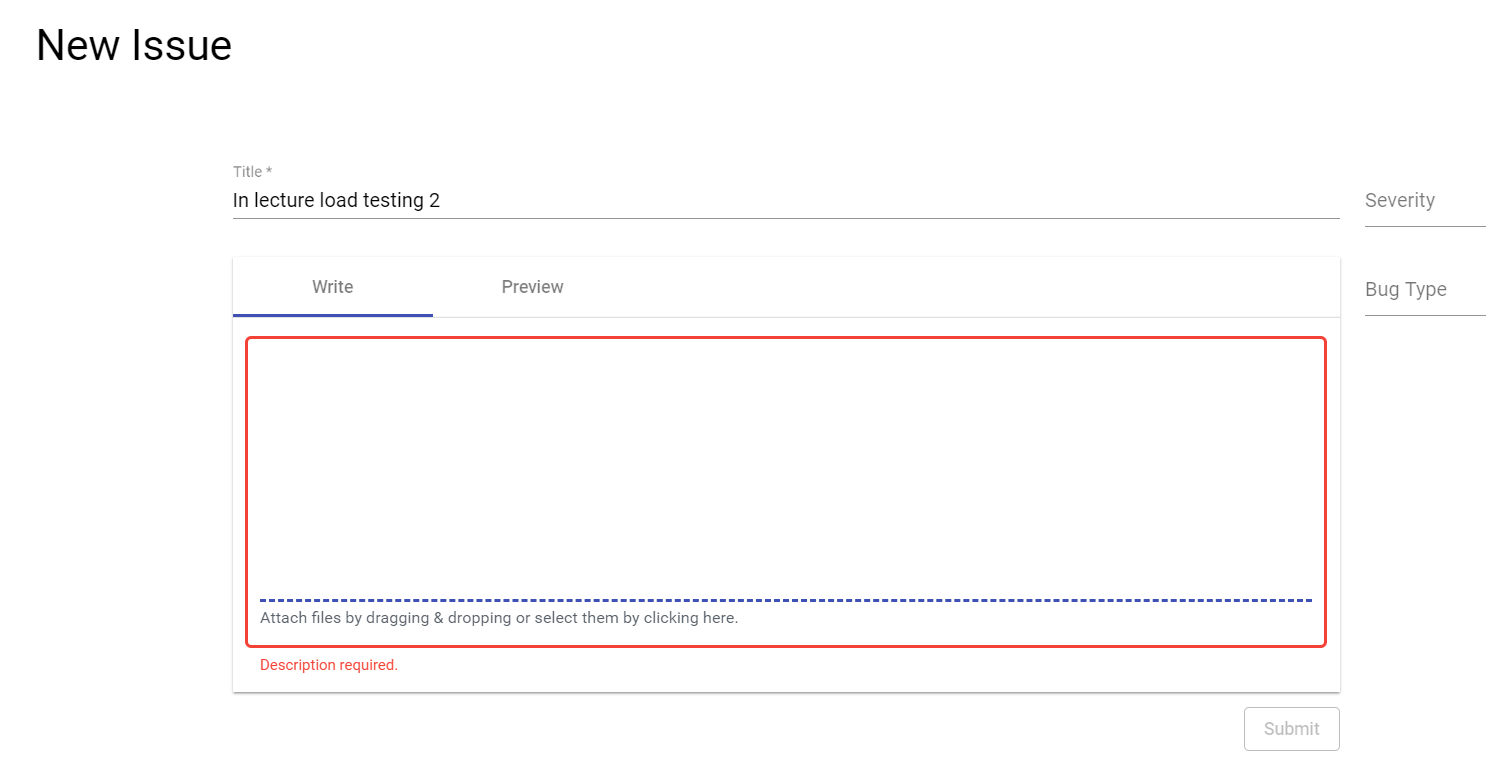 New Issue
Title *
In lecture load testing 2
Severity
Write
Preview
Bug Type
Attach files by dragging & dropping or select them by clicking here.
Description required.
Submit